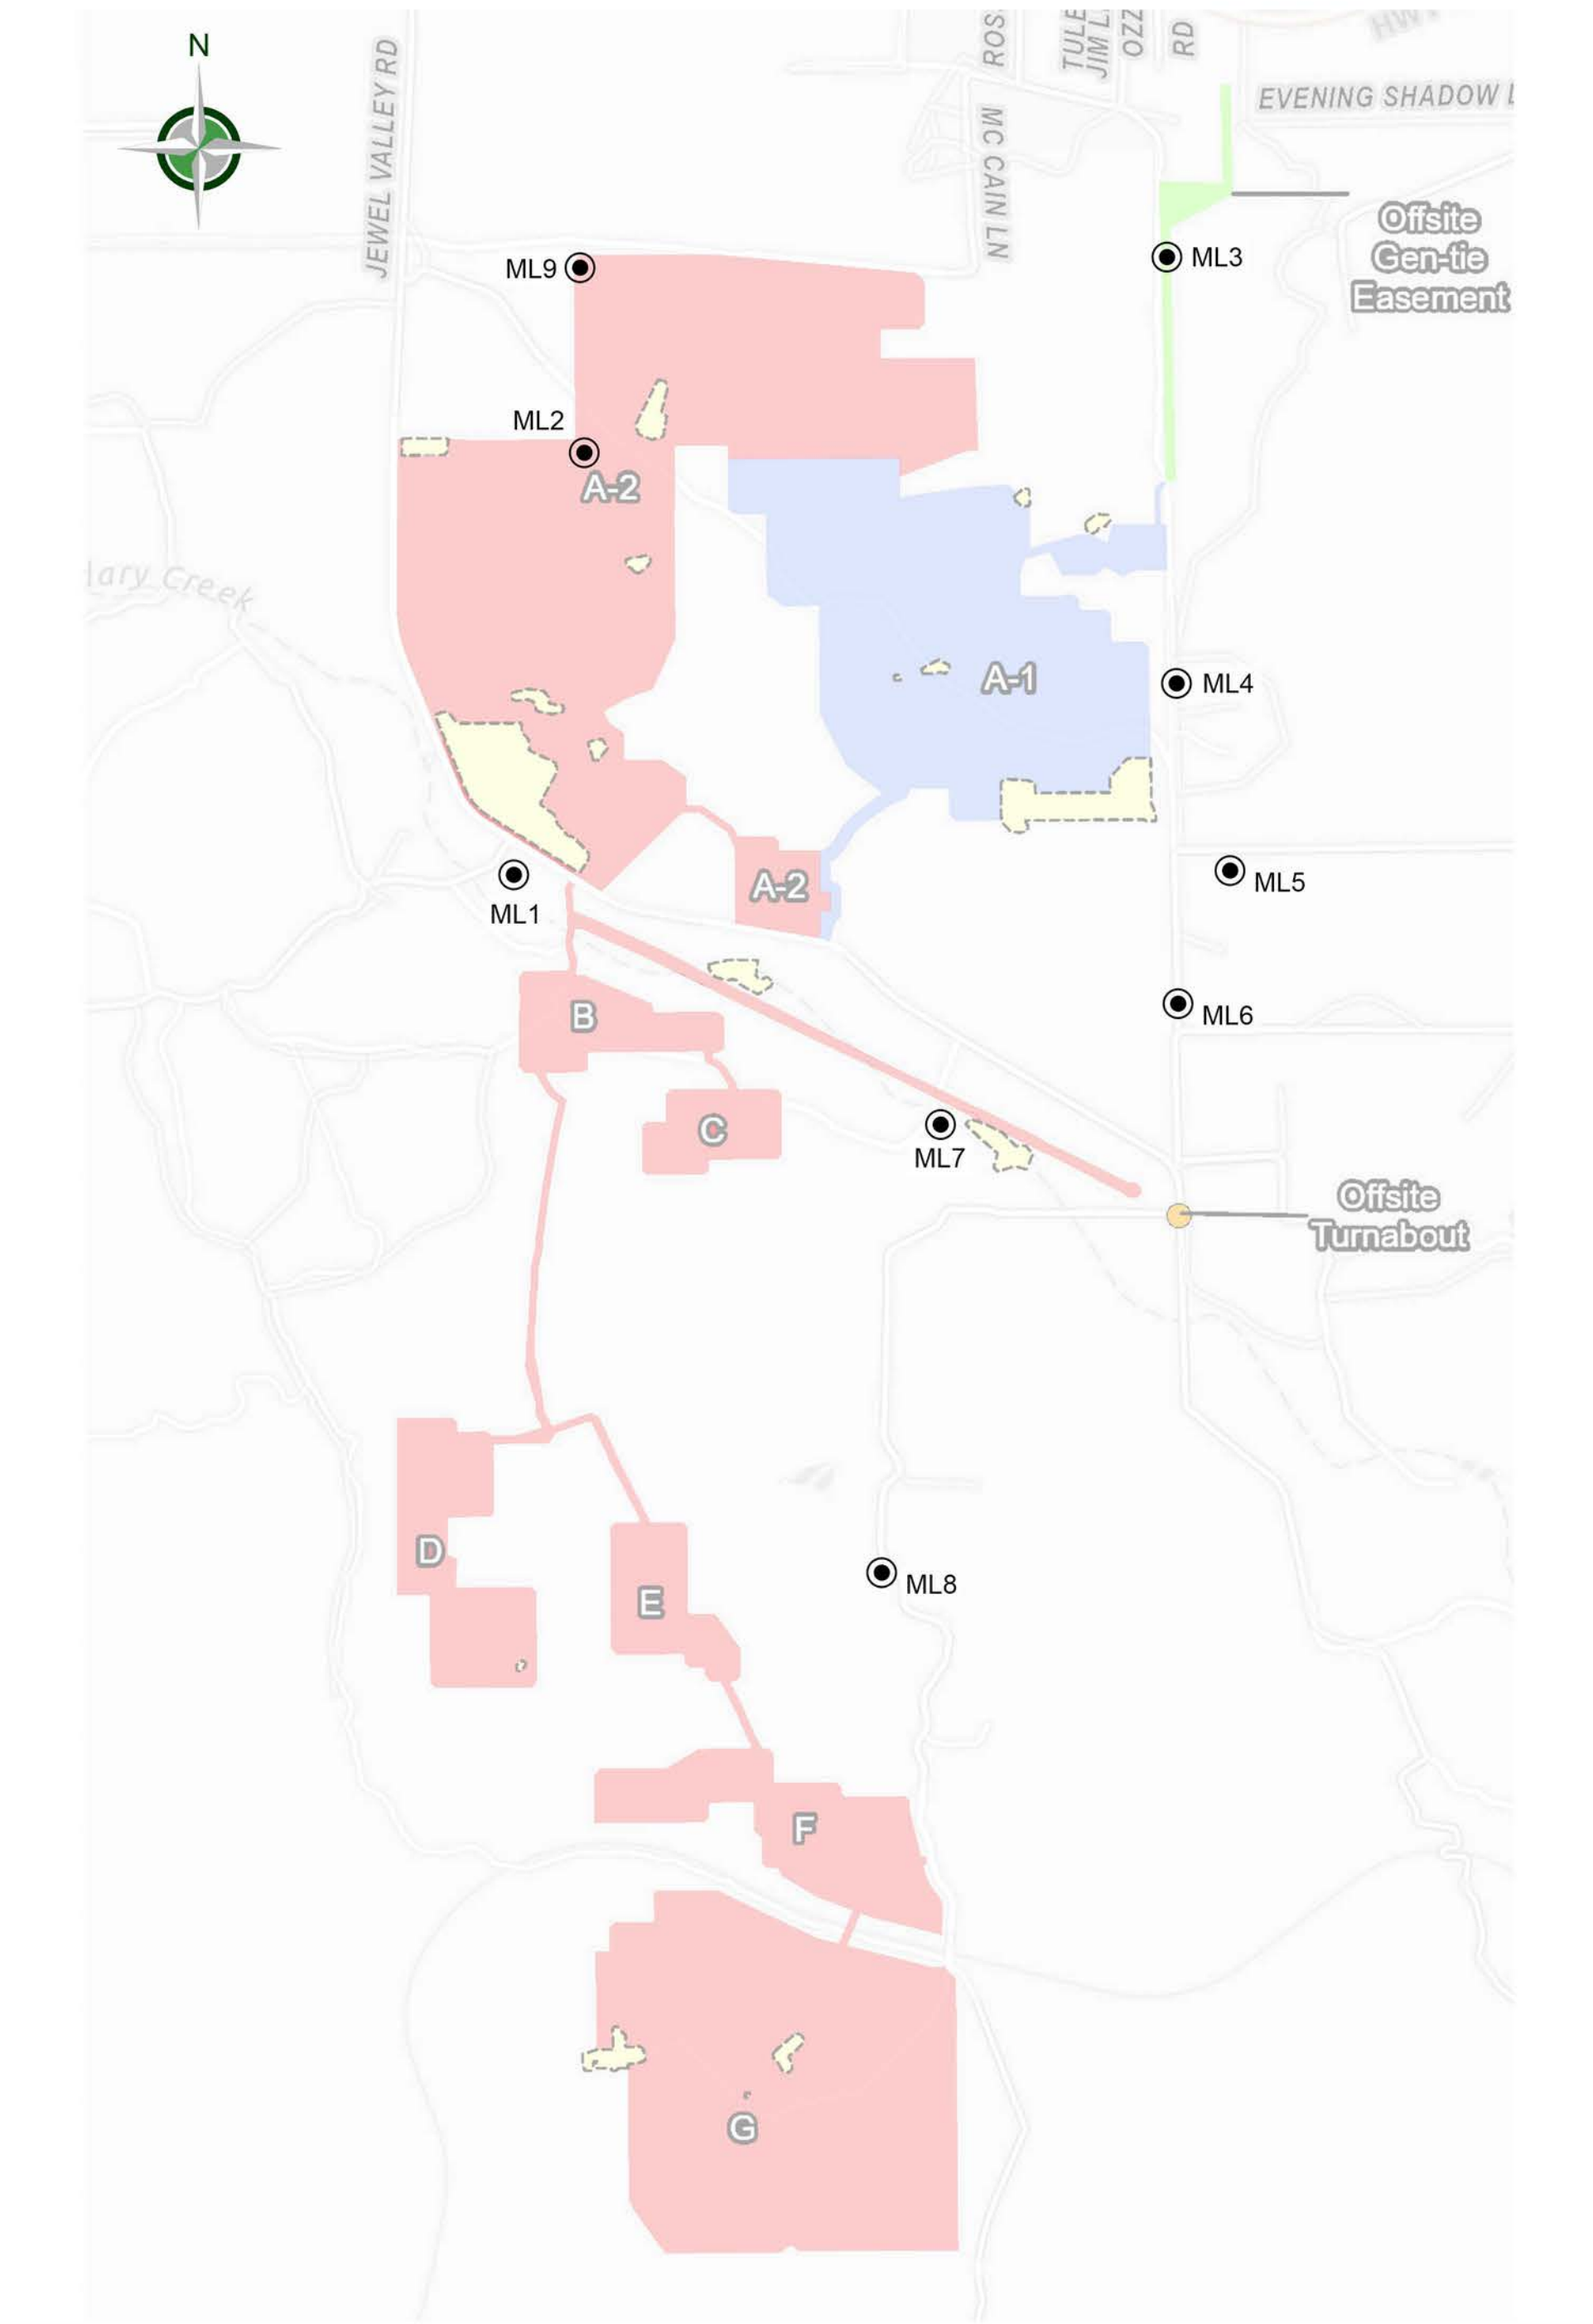 N
JEWEL VALLEY RD
MC CAIN LN
RD
EVENING SHADOW
Offsite
Gen-tie
Easement
ML9
ML3
ML2
A-2
Creek
A-1
ML4
A-2
ML5
ML1
ML6
B
C
ML7
Offsite
Turnabout
D
E
ML8
F
G